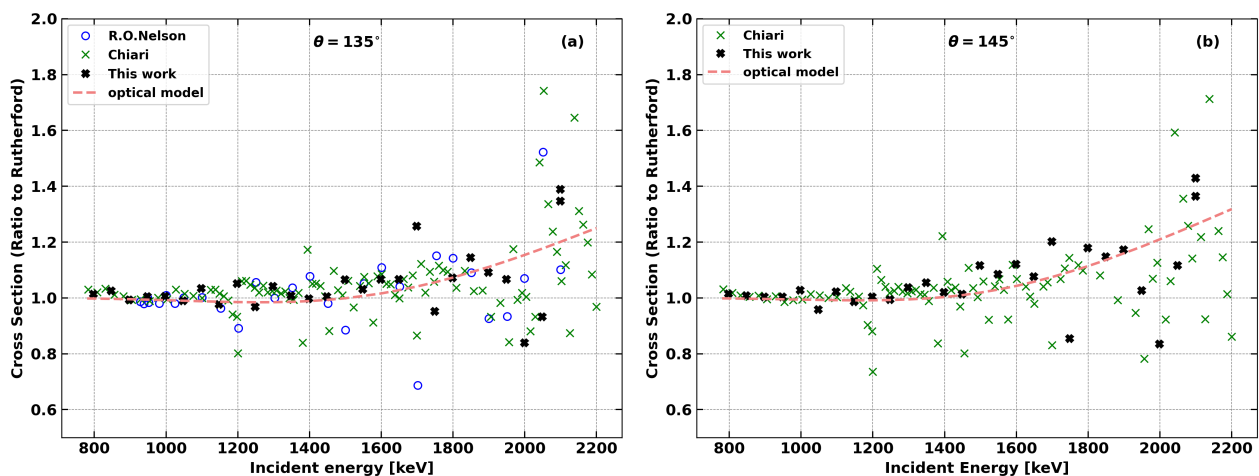 2.0
1.8
1.6
1.4
1.2
1.0
0.8
0.6
Cross Section (Ratio to Rutherford)
R.O.Nelson
Chiari
This work
optical model
θ = 135°
(a)
800 1000 1200 1400 1600 1800 2000 2200
Incident energy [keV]
2.0
1.8
1.6
1.4
1.2
1.0
0.8
0.6
Cross Section (Ratio to Rutherford)
Chiari
This work
optical model
θ = 145°
(b)
800 1000 1200 1400 1600 1800 2000 2200
Incident Energy [keV]